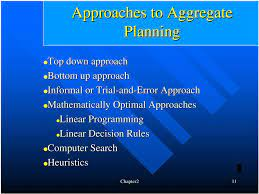 Approaches to Aggregate
Planning
Top down approach
Bottom up approach
Informal or Trial-and-Error Approach
Mathematically Optimal Approaches
Linear Programming
Linear Decision Rules
Computer Search
Heuristics
Chapter2 11